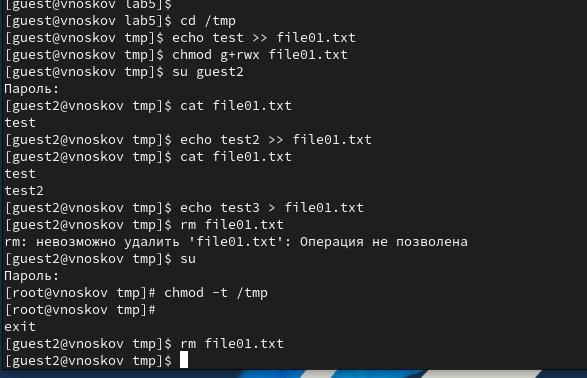 [guest@vnoskov lab5]$
[guest@vnoskov lab5]$ cd /tmp
[guest@vnoskov tmp]$ echo test >> file01.txt
[guest@vnoskov tmp]$ chmod g+rwx file01.txt
[guest@vnoskov tmp]$ su guest2
Пароль:
[guest2@vnoskov tmp]$ cat file01.txt
test
[guest2@vnoskov tmp]$ echo test2 >> file01.txt
[guest2@vnoskov tmp]$ cat file01.txt
test
test2
[guest2@vnoskov tmp]$ echo test3 > file01.txt
[guest2@vnoskov tmp]$ rm file01.txt
rm: невозможно удалить 'file01.txt': Операция не позволена
[guest2@vnoskov tmp]$ su
Пароль:
[root@vnoskov tmp]# chmod -t /tmp
[root@vnoskov tmp]#
exit
[guest2@vnoskov tmp]$ rm file01.txt
[guest2@vnoskov tmp]$